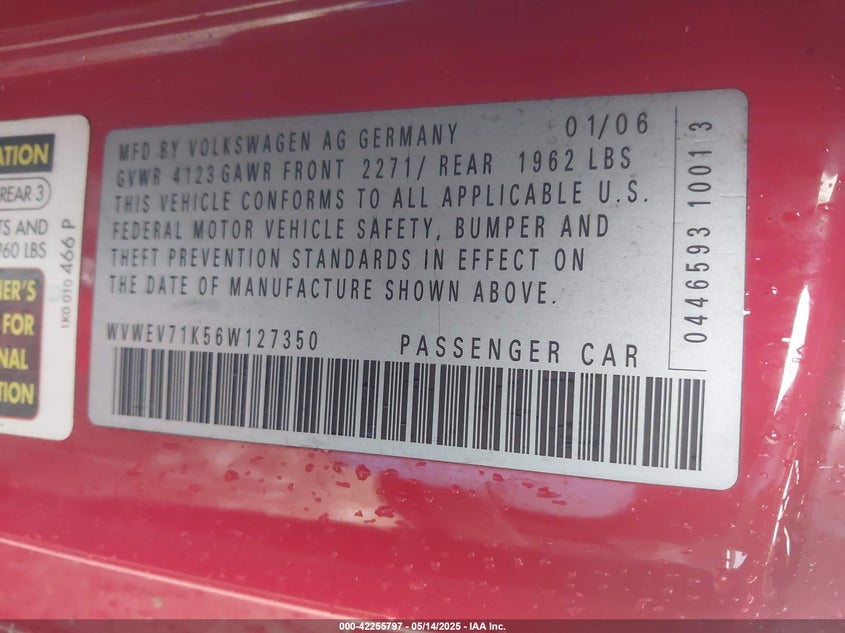 ATION
REAR 3
TS AND
960 LBS
1K0 010 466 P
ER'S
FOR
NAL
TION
MFD BY VOLKSWAGEN AG GERMANY 01/06
GVWR 4123 GAWR FRONT 2271/ REAR 1962 LBS
THIS VEHICLE CONFORMS TO ALL APPLICABLE U.S.
FEDERAL MOTOR VEHICLE SAFETY, BUMPER AND
THEFT PREVENTION STANDARDS IN EFFECT ON
THE DATE OF MANUFACTURE SHOWN ABOVE.
WVWEV71K56W127350 PASSENGER CAR
0446593 1001 3
000-42255797 - 05/14/2025 - IAA Inc.